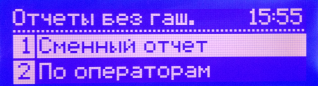 Отчеты без гаш. 15:55
1 Сменный отчет
2 По операторам